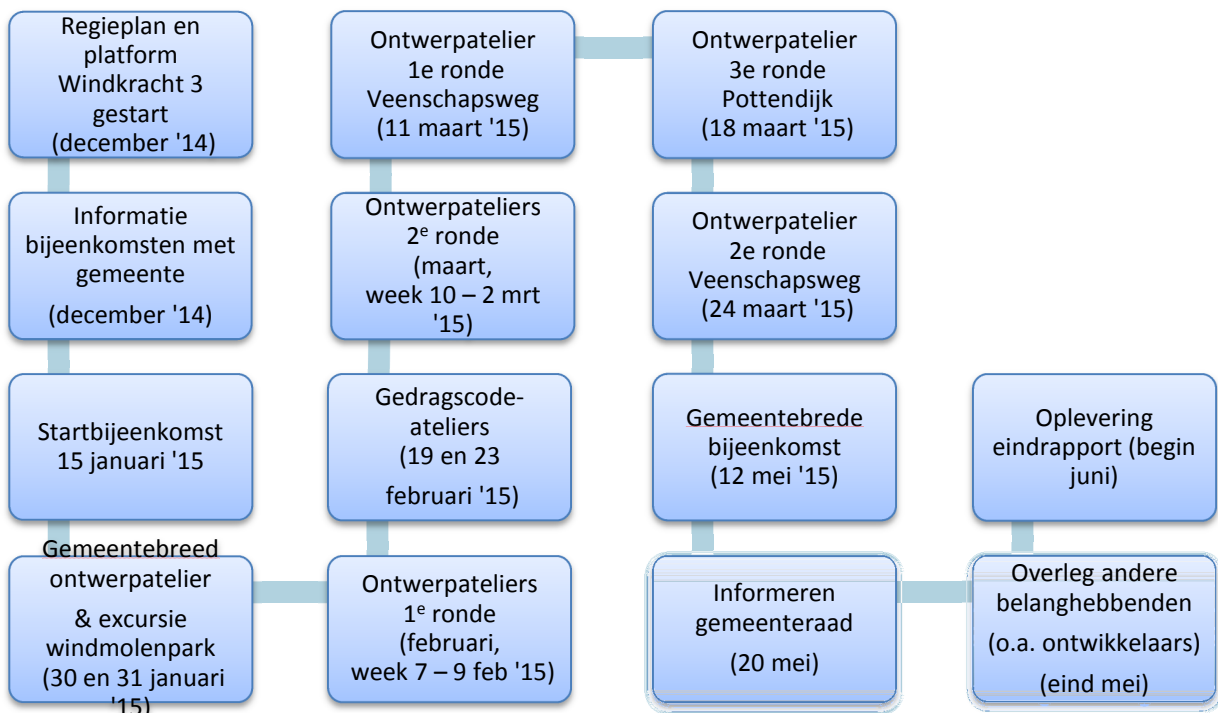 Regieplan en
platform
Windkracht 3
gestart
(december '14)
Informatie
bijeenkomsten met
gemeente
(december '14)
Startbijeenkomst
15 januari '15
Gemeentebreed
ontwerpatelier
& excursie
windmolenpark
(30 en 31 januari
'15)
Ontwerpateliers
1e ronde
(februari,
week 7 – 9 feb '15)
Gedragscode-
ateliers
(19 en 23
februari '15)
Ontwerpateliers
2e ronde
(maart,
week 10 – 2 mrt
'15)
Ontwerpatelier
1e ronde
Veenschapsweg
(11 maart '15)
Ontwerpatelier
3e ronde
Pottendijk
(18 maart '15)
Ontwerpatelier
2e ronde
Veenschapsweg
(24 maart '15)
Gemeentebrede
bijeenkomst
(12 mei '15)
Informeren
gemeenteraad
(20 mei)
Overleg andere
belanghebbenden
(o.a. ontwikkelaars)
(eind mei)
Oplevering
eindrapport (begin
juni)